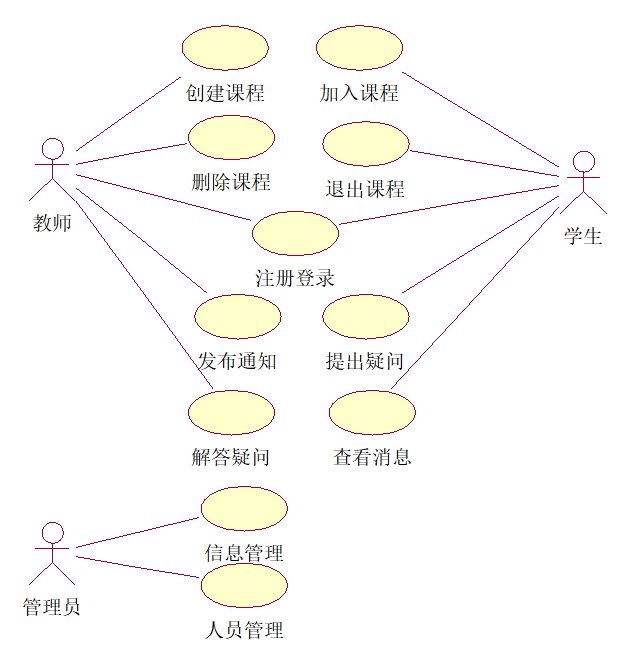 创建课程
加入课程
删除课程
退出课程
教师
学生
注册登录
发布通知
提出疑问
解答疑问
查看消息
信息管理
管理员
人员管理